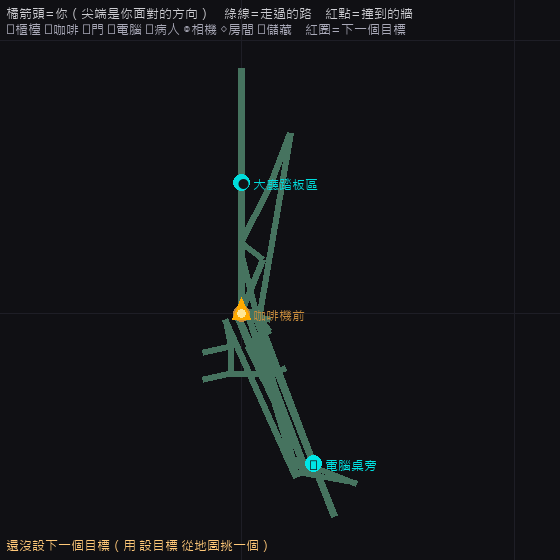 橘箭頭=你（尖端是你面對的方向） 綠線=走過的路 紅點=撞到的牆
櫃檯 咖啡 門 電腦 病人 相機 房間 儲藏 紅圈=下一個目標
大廳踏板區
咖啡機前
電腦桌旁
還沒設下一個目標（用 設目標 從地圖挑一個）